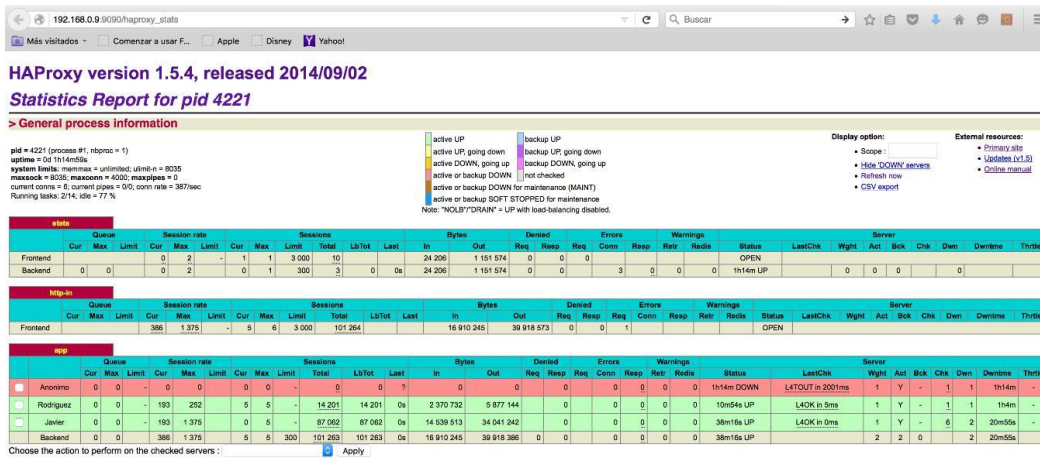 192.168.0.9:9090/haproxy_stats
Buscar
Más visitados
Comenzar a usar F...
Apple
Disney
Yahoo!
HAProxy version 1.5.4, released 2014/09/02
Statistics Report for pid 4221
> General process information
pid = 4221 (process #1, nbproc = 1)
uptime = 0d 1h14m59s
system limits: memmax = unlimited; ulimit-n = 8035
maxsock = 8035; maxconn = 4000; maxpipes = 0
current conns = 6; current pipes = 0/0; conn rate = 387/sec
Running tasks: 2/14; idle = 77 %
active UP backup UP
active UP, going down backup UP, going down
active DOWN, going up backup DOWN, going up
active or backup DOWN not checked
active or backup DOWN for maintenance (MAINT)
active or backup SOFT STOPPED for maintenance
Note: "NOLB"/"DRAIN" = UP with load-balancing disabled.
Display option:
• Scope :
• Hide 'DOWN' servers
• Refresh now
• CSV export
External resources:
• Primary site
• Updates (v1.5)
• Online manual
stats
Queue Session rate Sessions Bytes Denied Errors Warnings Server
Cur Max Limit Cur Max Limit Cur Max Limit Total LbTot Last In Out Req Resp Req Conn Resp Retr Redis Status LastChk Wght Act Bck Chk Dwn Dwntme Thrtle
Frontend 0 2 - 1 1 3 000 10 24 206 1 151 574 0 0 0 OPEN
Backend 0 0 0 2 0 1 300 3 0 0s 24 206 1 151 574 0 0 3 0 0 0 1h14m UP 0 0 0 0
http-in
Queue Session rate Sessions Bytes Denied Errors Warnings Server
Cur Max Limit Cur Max Limit Cur Max Limit Total LbTot Last In Out Req Resp Req Conn Resp Retr Redis Status LastChk Wght Act Bck Chk Dwn Dwntme Thrtle
Frontend 386 1 375 - 5 6 3 000 101 264 16 910 245 39 918 573 0 0 1 OPEN
app
Queue Session rate Sessions Bytes Denied Errors Warnings Server
Cur Max Limit Cur Max Limit Cur Max Limit Total LbTot Last In Out Req Resp Req Conn Resp Retr Redis Status LastChk Wght Act Bck Chk Dwn Dwntme Thrtle
Anonimo 0 0 - 0 0 0 0 - 0 0 ? 0 0 0 0 0 0 0 1h14m DOWN L4TOUT in 2001ms 1 Y - 1 1 1h14m -
Rodriguez 0 0 - 193 252 5 5 - 14 201 14 201 0s 2 370 732 5 877 144 0 0 0 0 0 10m54s UP L4OK in 5ms 1 Y - 1 1 1h4m -
Javier 0 0 - 193 1 375 5 5 - 87 062 87 062 0s 14 539 513 34 041 242 0 0 0 0 0 38m16s UP L4OK in 0ms 1 Y - 6 2 20m55s -
Backend 0 0 386 1 375 5 5 300 101 263 101 263 0s 16 910 245 39 918 386 0 0 0 0 0 0 38m16s UP 2 2 0 2 20m55s
Choose the action to perform on the checked servers : Apply